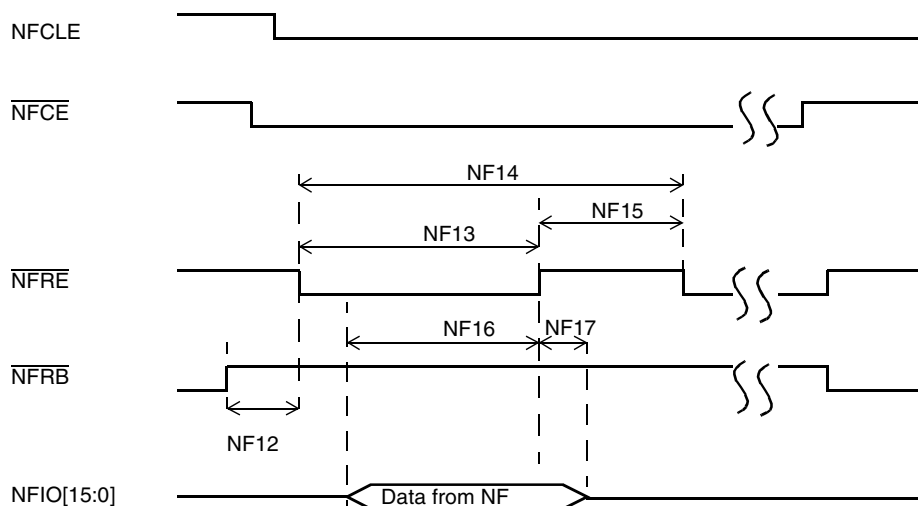 NFCLE
NFCE
NF14
NF15
NF13
NFRE
NF16
NF17
NFRB
NF12
NFIO[15:0]
Data from NF